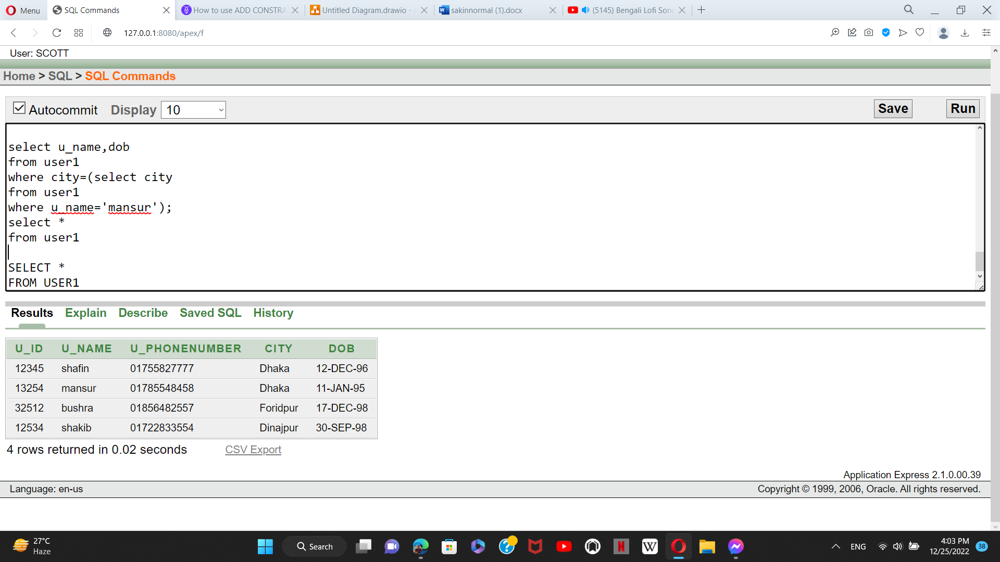 Menu
SQL Commands
How to use ADD CONSTRA
Untitled Diagram.drawio -
sakinnormal (1).docx
(5145) Bengali Lofi Song
127.0.0.1:8080/apex/f
User: SCOTT
Home > SQL > SQL Commands
Autocommit Display 10
Save Run
select u_name,dob
from user1
where city=(select city
from user1
where u_name='mansur');
select *
from user1
SELECT *
FROM USER1
Results Explain Describe Saved SQL History
U_ID U_NAME U_PHONENUMBER CITY DOB
12345 shafin 01755827777 Dhaka 12-DEC-96
13254 mansur 01785548458 Dhaka 11-JAN-95
32512 bushra 01856482557 Foridpur 17-DEC-98
12534 shakib 01722833554 Dinajpur 30-SEP-98
4 rows returned in 0.02 seconds CSV Export
Application Express 2.1.0.00.39
Language: en-us Copyright © 1999, 2006, Oracle. All rights reserved.
27°C
Haze
Search
ENG
4:03 PM
12/25/2022
38